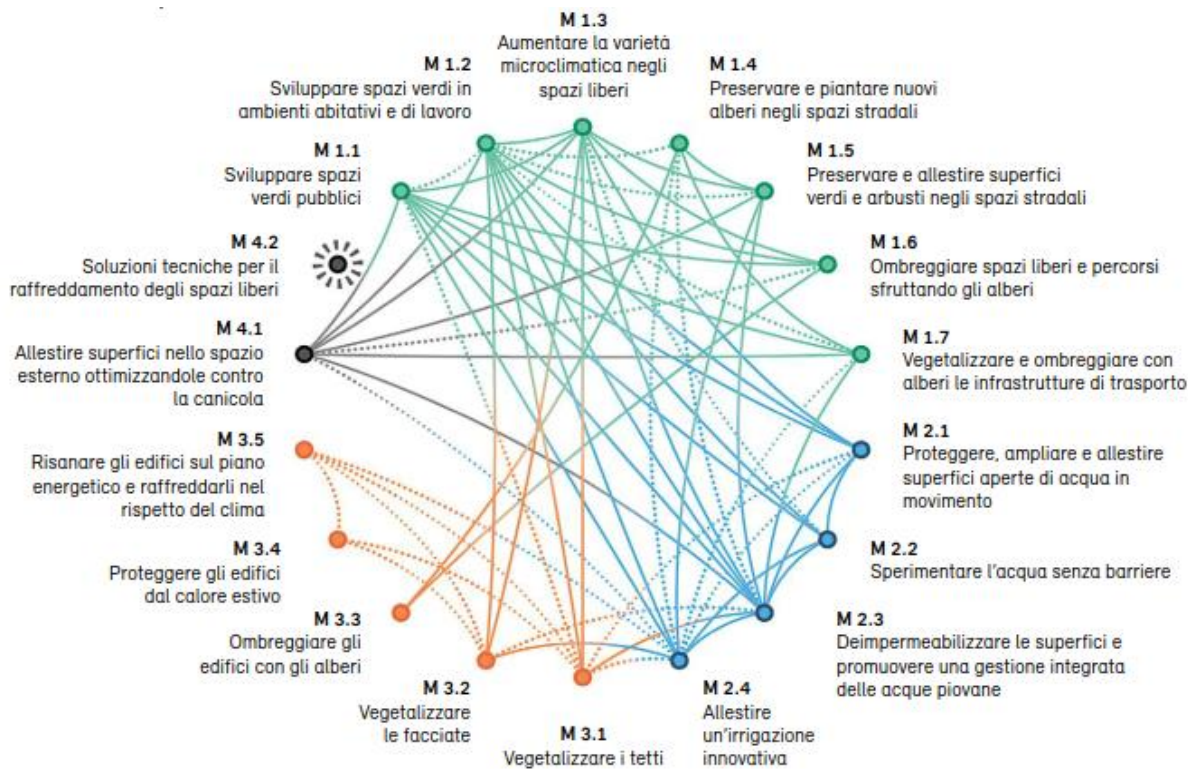 M 1.3
Aumentare la varietà
microclimatica negli
spazi liberi
M 1.2
Sviluppare spazi verdi in
ambienti abitativi e di lavoro
M 1.4
Preservare e piantare nuovi
alberi negli spazi stradali
M 1.1
Sviluppare spazi
verdi pubblici
M 1.5
Preservare e allestire superfici
verdi e arbusti negli spazi stradali
M 4.2
Soluzioni tecniche per il
raffreddamento degli spazi liberi
M 1.6
Ombreggiare spazi liberi e percorsi
sfruttando gli alberi
M 4.1
Allestire superfici nello spazio
esterno ottimizzandole contro
la canicola
M 1.7
Vegetalizzare e ombreggiare con
alberi le infrastrutture di trasporto
M 3.5
Risanare gli edifici sul piano
energetico e raffreddarli nel
rispetto del clima
M 2.1
Proteggere, ampliare e allestire
superfici aperte di acqua in
movimento
M 3.4
Proteggere gli edifici
dal calore estivo
M 2.2
Sperimentare l'acqua senza barriere
M 3.3
Ombreggiare gli
edifici con gli alberi
M 2.3
Deimpermeabilizzare le superfici e
promuovere una gestione integrata
delle acque piovane
M 3.2
Vegetalizzare
le facciate
M 3.1
Vegetalizzare i tetti
M 2.4
Allestire
un'irrigazione
innovativa